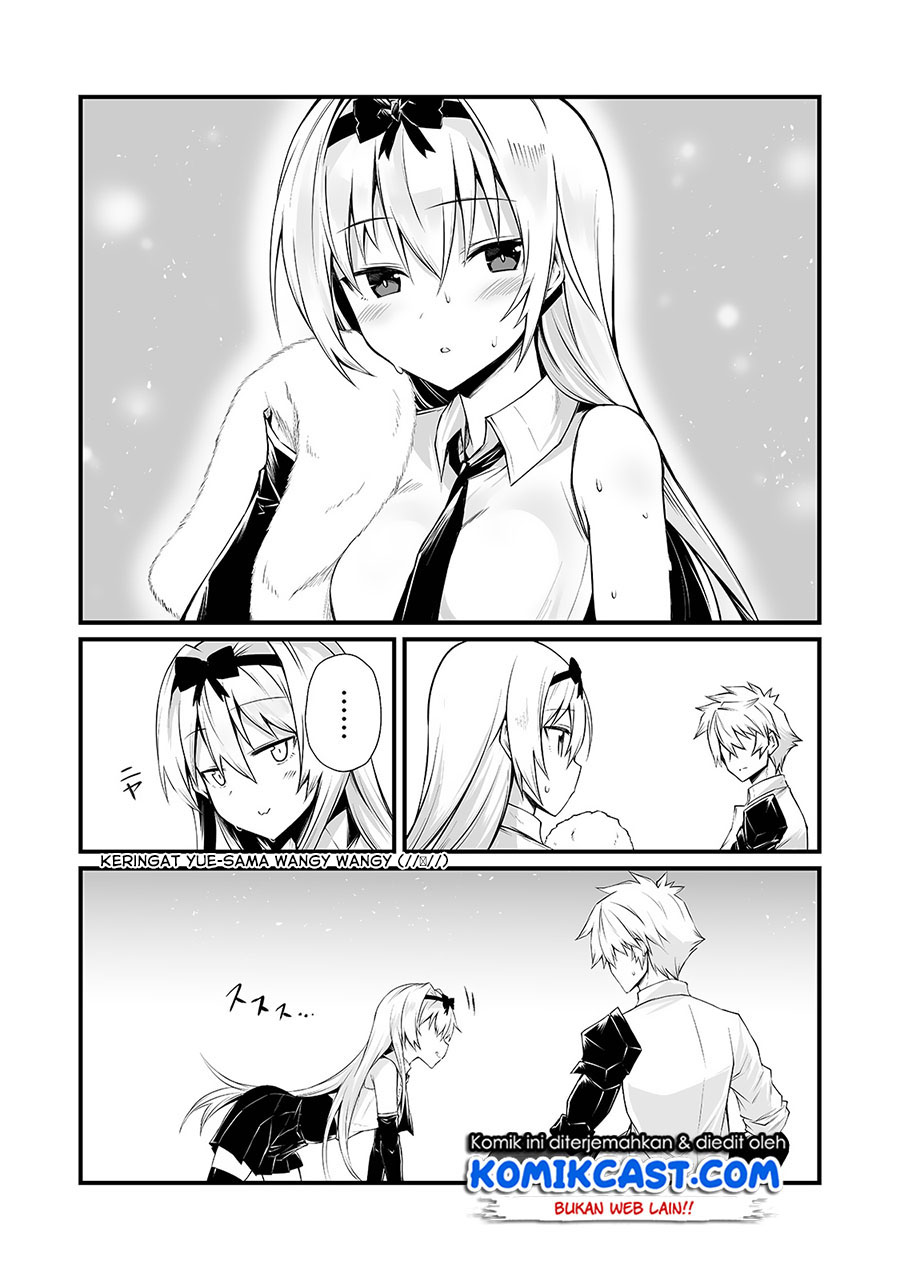 ……
ニヤ
KERINGAT YUE-SAMA WANGY WANGY (//□//)
ススス...
Komik ini diterjemahkan & diedit oleh
KOMIKCAST.COM
BUKAN WEB LAIN!!